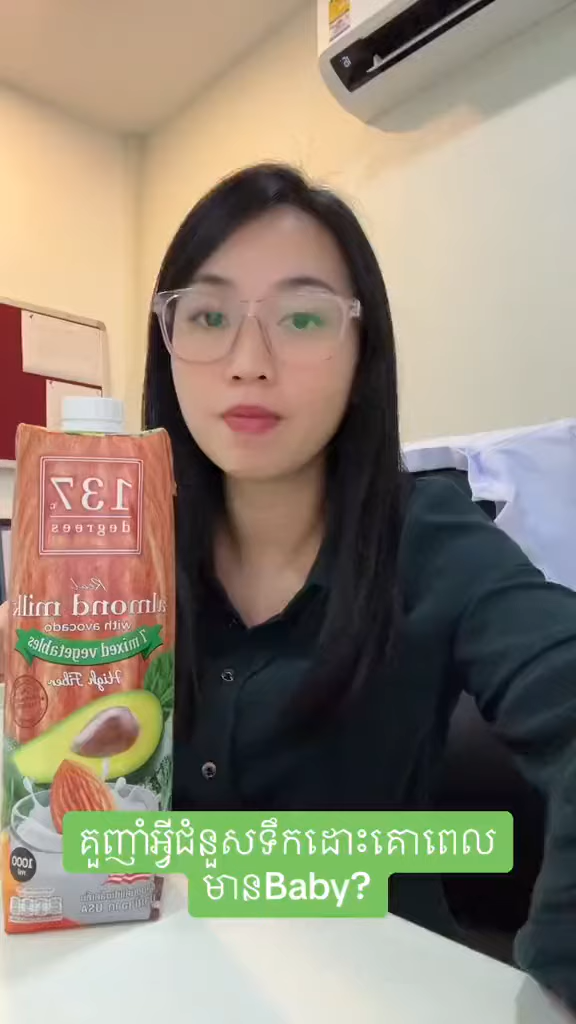 137
degrees
Real
almond milk
with avocado
7 mixed vegetables
High Fiber
1000
គួញ៉ាំអ្វីជំនួសទឹកដោះគោពេល
មានBaby?